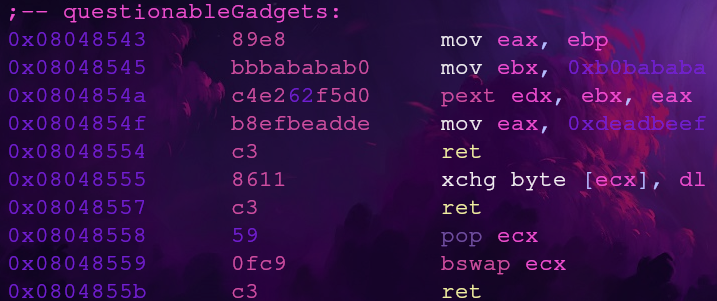 ;-- questionableGadgets:
0x08048543 89e8 mov eax, ebp
0x08048545 bbbababab0 mov ebx, 0xb0bababa
0x0804854a c4e262f5d0 pext edx, ebx, eax
0x0804854f b8efbeadde mov eax, 0xdeadbeef
0x08048554 c3 ret
0x08048555 8611 xchg byte [ecx], dl
0x08048557 c3 ret
0x08048558 59 pop ecx
0x08048559 0fc9 bswap ecx
0x0804855b c3 ret